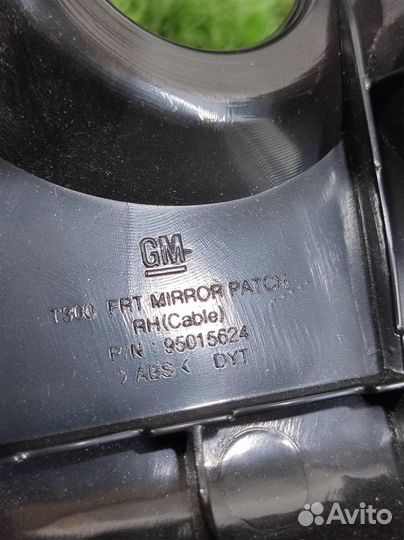 GM
T300 FRT MIRROR PATCH
RH(Cable)
P/N : 95015624
>ABS< DYT
Avito